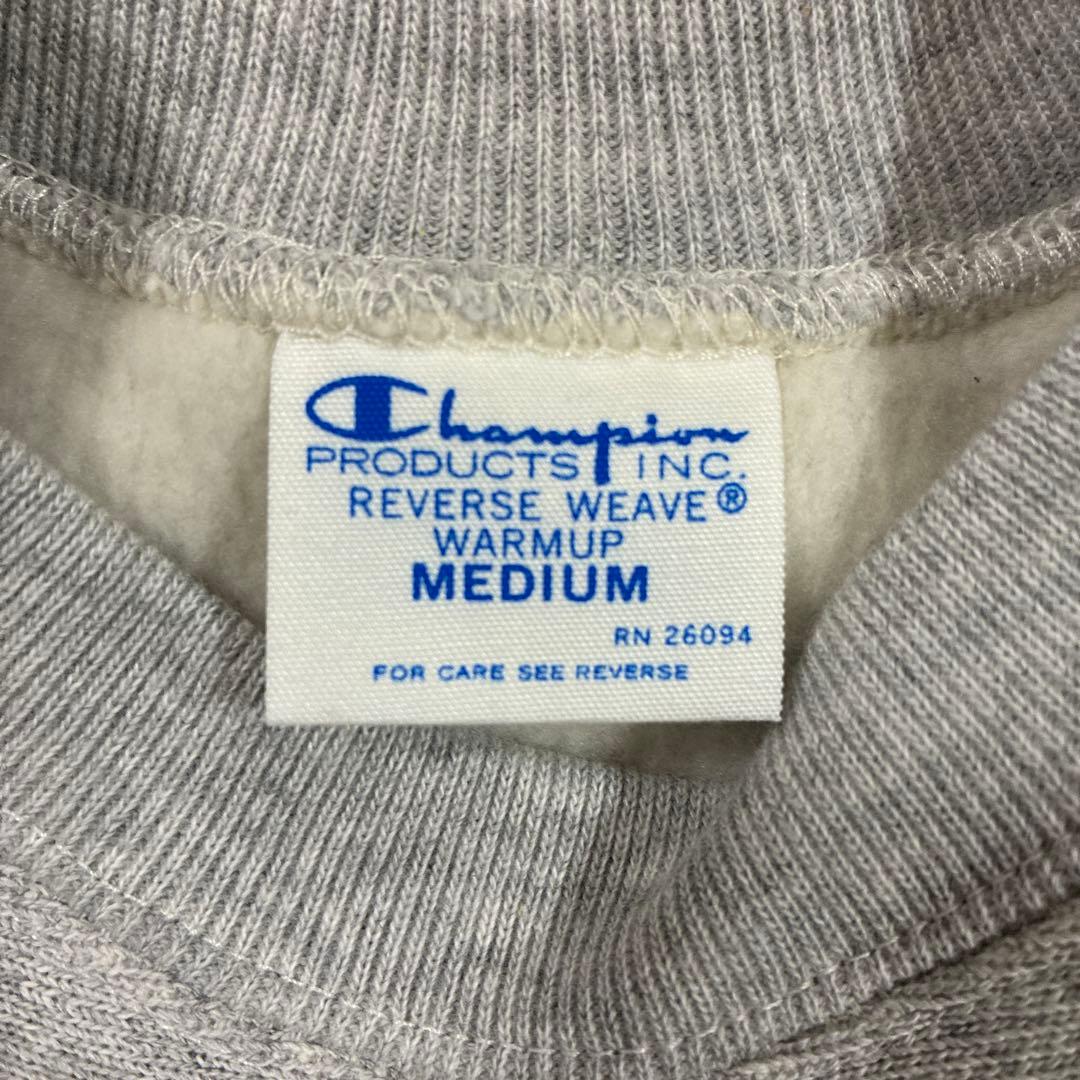 Champion
PRODUCTS INC.
REVERSE WEAVE®
WARMUP
MEDIUM
RN 26094
FOR CARE SEE REVERSE